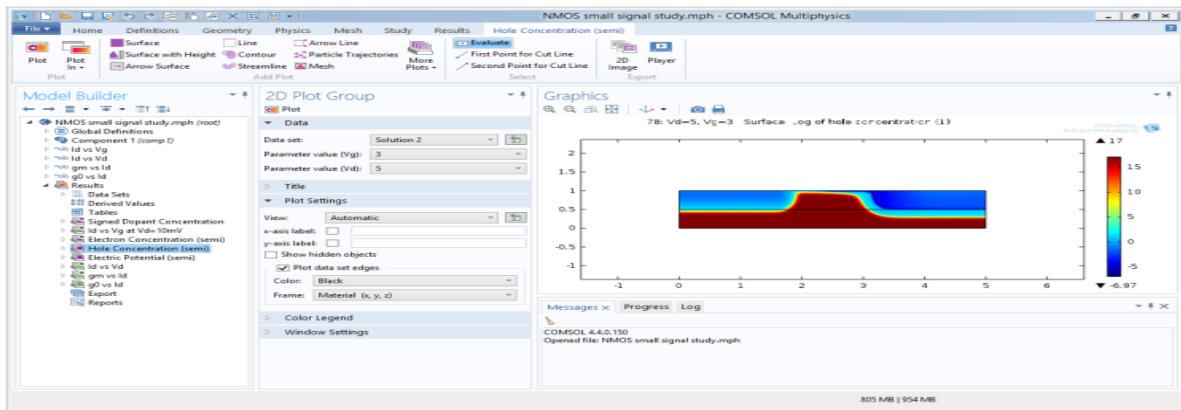 NMOS small signal study.mph - COMSOL Multiphysics
File Home Definitions Geometry Physics Mesh Study Results Hole Concentration (semi)
Plot
Plot In
Plot
Surface Line Arrow Line
Surface with Height Contour Particle Trajectories
Arrow Surface Streamline Mesh
More Plots
Add Plot
Evaluate
First Point for Cut Line
Second Point for Cut Line
Select
2D Image
Player
Export
Model Builder
NMOS small signal study.mph (root)
Global Definitions
Component 1 (comp1)
Id vs Vg
Id vs Vd
gm vs Id
g0 vs Id
Results
Data Sets
Derived Values
Tables
Signed Dopant Concentration
Id vs Vg at Vd=10mV
Electron Concentration (semi)
Hole Concentration (semi)
Electric Potential (semi)
Id vs Vd
gm vs Id
g0 vs Id
Export
Reports
2D Plot Group
Plot
Data
Data set: Solution 2
Parameter value (Vg): 3
Parameter value (Vd): 5
Title
Plot Settings
View: Automatic
x-axis label:
y-axis label:
Show hidden objects
Plot data set edges
Color: Black
Frame: Material (x, y, z)
Color Legend
Window Settings
Graphics
78: Vd=5, Vg=3 Surface: Log of hole concentration (1)
COMSOL
MULTIPHYSICS
▲ 17
2
1.5
1
0.5
0
-0.5
-1
-1 0 1 2 3 4 5 6
15
10
5
0
-5
▼ -6.97
Messages Progress Log
COMSOL 4.4.0.150
Opened file: NMOS small signal study.mph
805 MB | 954 MB